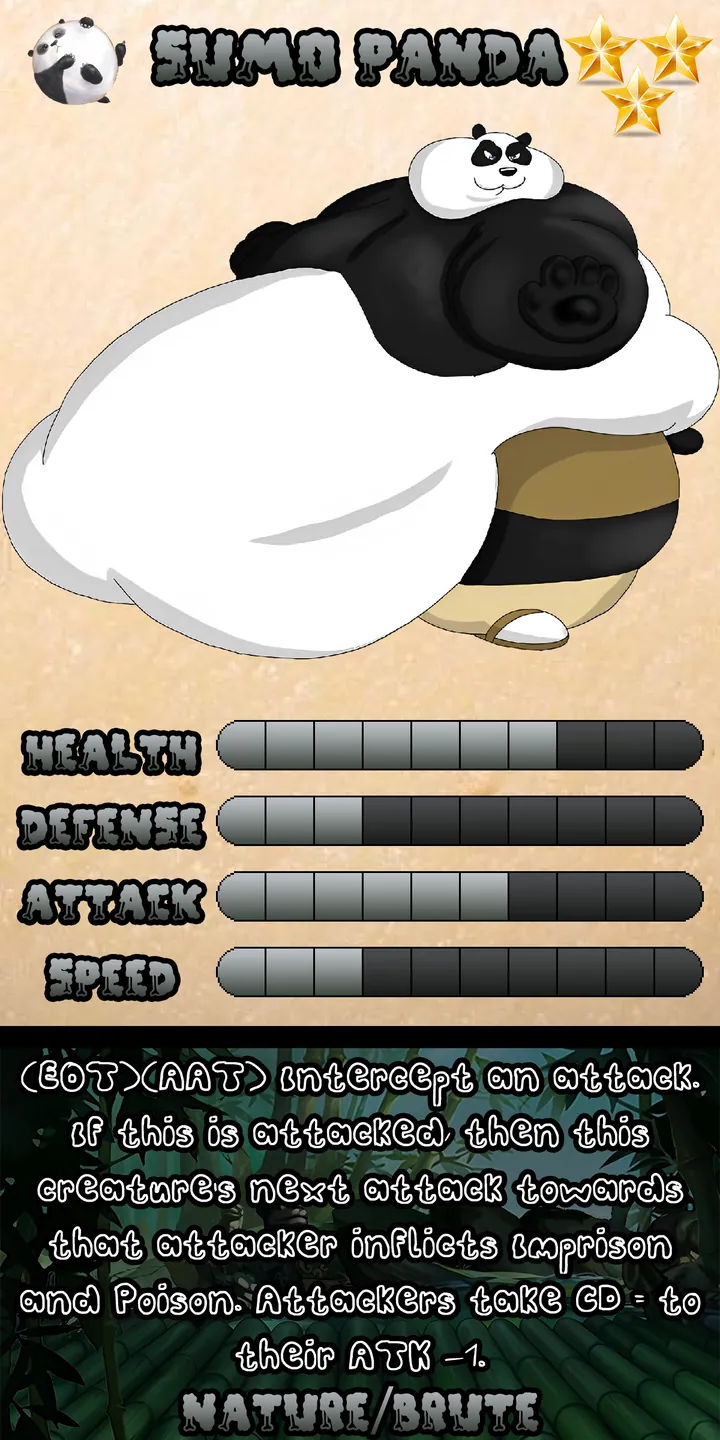 SUMO PANDA
HEALTH
DEFENSE
ATTACK
SPEED
(EOT)(AAT) Intercept an attack.
If this is attacked, then this
creatures next attack towards
that attacker inflicts Imprison
and Poison. Attackers take CD = to
their ATK -1.
NATURE/BRUTE